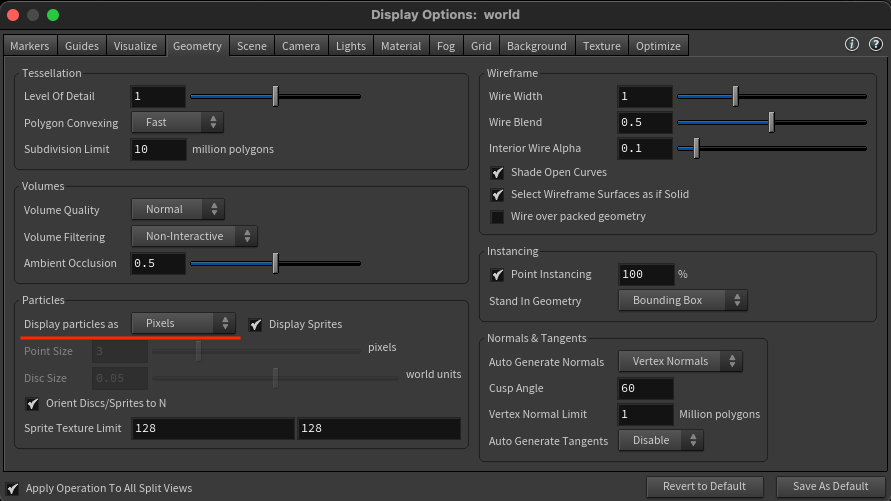 Display Options: world
Markers Guides Visualize Geometry Scene Camera Lights Material Fog Grid Background Texture Optimize
Tessellation
Level Of Detail 1
Polygon Convexing Fast
Subdivision Limit 10 million polygons
Volumes
Volume Quality Normal
Volume Filtering Non-Interactive
Ambient Occlusion 0.5
Particles
Display particles as Pixels Display Sprites
Point Size 3 pixels
Disc Size 0.05 world units
Orient Discs/Sprites to N
Sprite Texture Limit 128 128
Wireframe
Wire Width 1
Wire Blend 0.5
Interior Wire Alpha 0.1
Shade Open Curves
Select Wireframe Surfaces as if Solid
Wire over packed geometry
Instancing
Point Instancing 100 %
Stand In Geometry Bounding Box
Normals & Tangents
Auto Generate Normals Vertex Normals
Cusp Angle 60
Vertex Normal Limit 1 Million polygons
Auto Generate Tangents Disable
Apply Operation To All Split Views
Revert to Default Save As Default